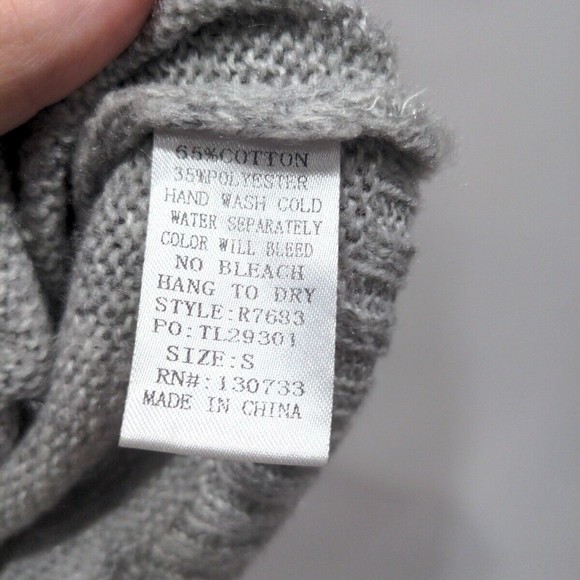 65%COTTON
35%POLYESTER
HAND WASH COLD
WATER SEPARATELY
COLOR WILL BLEED
NO BLEACH
HANG TO DRY
STYLE:R7683
PO:TL29301
SIZE:S
RN#:130733
MADE IN CHINA